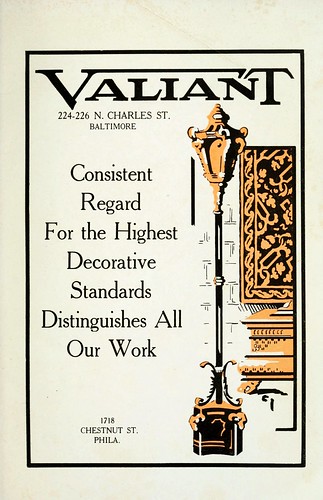 VALIANT
224-226 N. CHARLES ST.
BALTIMORE
Consistent
Regard
For the Highest
Decorative
Standards
Distinguishes All
Our Work
1718
CHESTNUT ST.
PHILA.